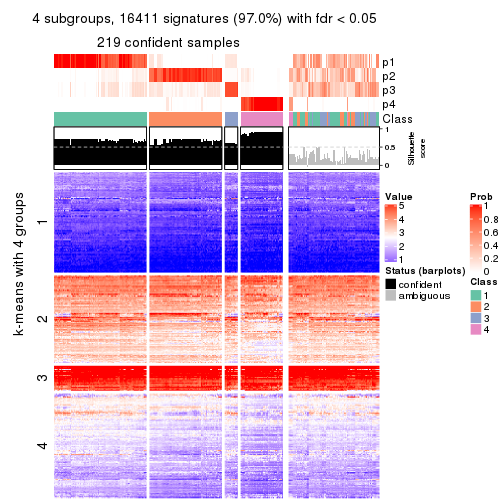 4 subgroups, 16411 signatures (97.0%) with fdr < 0.05
219 confident samples
p1
p2
p3
p4
Class
1
0.5
0
Silhouette
score
k-means with 4 groups
1
2
3
4
Value
5
4
3
2
1
Status (barplots)
confident
ambiguous
Prob
1
0.8
0.6
0.4
0.2
0
Class
1
2
3
4